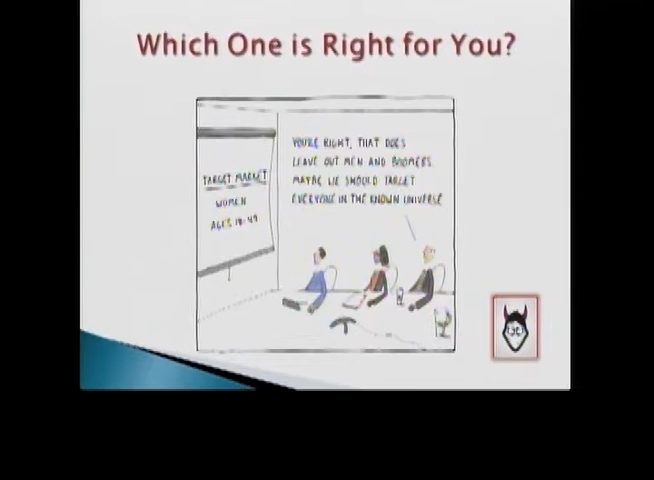 Which One is Right for You?
YOU'RE RIGHT, THAT DOES
LEAVE OUT MEN AND BOOMERS.
MAYBE WE SHOULD TARGET
EVERYONE IN THE KNOWN UNIVERSE
TARGET MARKET
WOMEN
AGES 18-49